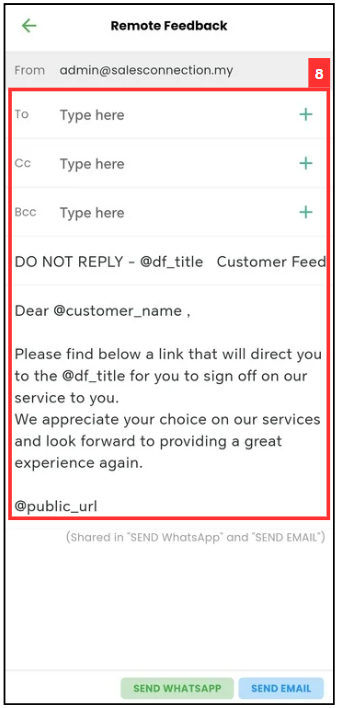 Remote Feedback
From admin@salesconnection.my
8
To Type here +
Cc Type here +
Bcc Type here +
DO NOT REPLY - @df_title Customer Feed
Dear @customer_name ,
Please find below a link that will direct you
to the @df_title for you to sign off on our
service to you.
We appreciate your choice on our services
and look forward to providing a great
experience again.
@public_url
(Shared in "SEND WhatsApp" and "SEND EMAIL")
SEND WHATSAPP SEND EMAIL